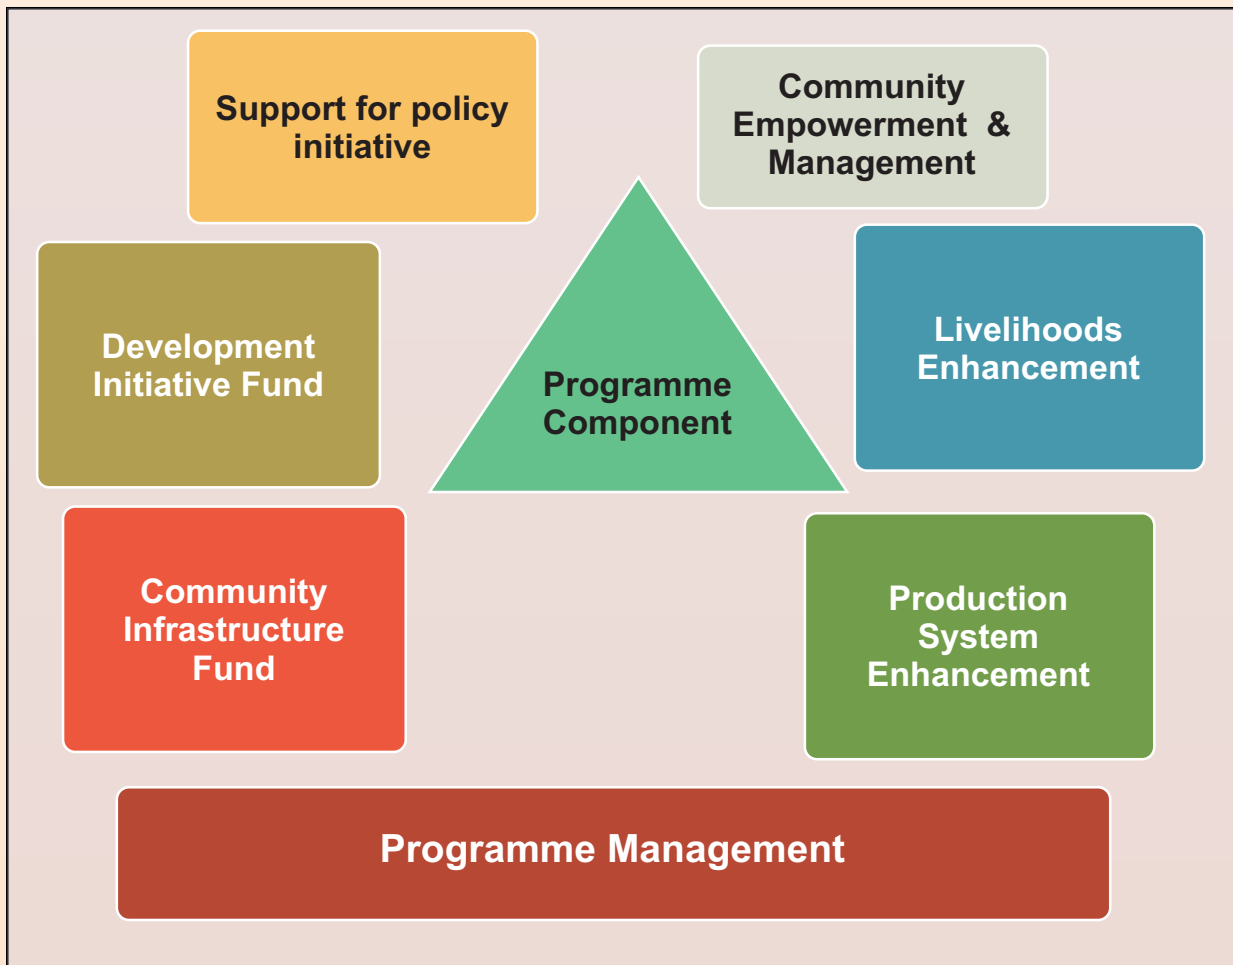 Support for policy
initiative
Community
Empowerment & 
Management
Development
Initiative Fund
Programme
Component
Livelihoods
Enhancement
Community
Infrastructure
Fund
Production
System
Enhancement
Programme Management